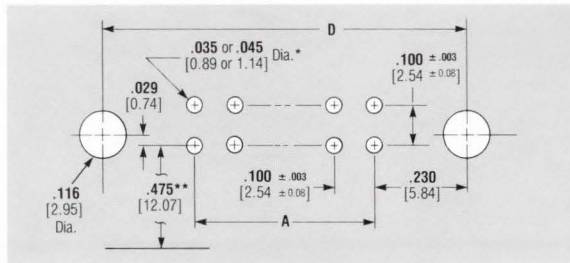 D
.035 or .045
[0.89 or 1.14] Dia.*
.100 ± .003
[2.54 ± 0.08]
.029
[0.74]
.116
[2.95]
Dia.
.475**
[12.07]
.100 ± .003
[2.54 ± 0.08]
.230
[5.84]
A